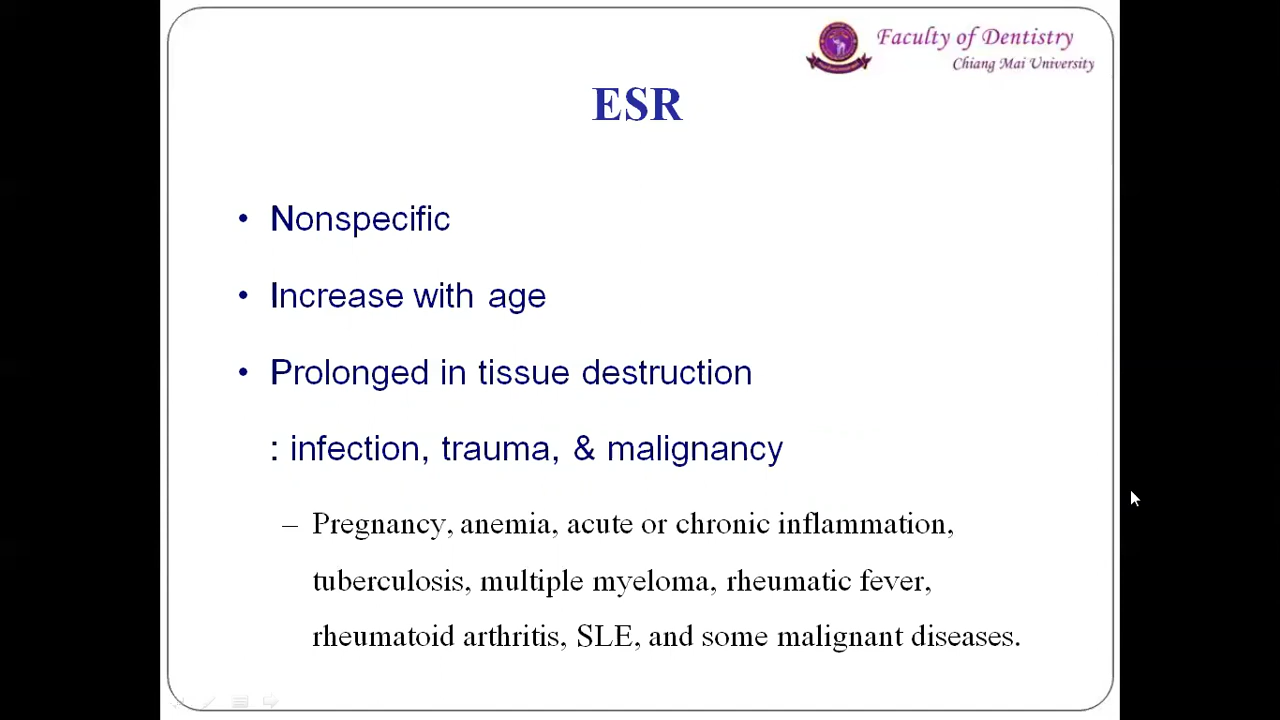 Faculty of Dentistry
Chiang Mai University
ESR
• Nonspecific
• Increase with age
• Prolonged in tissue destruction
: infection, trauma, & malignancy
– Pregnancy, anemia, acute or chronic inflammation,
tuberculosis, multiple myeloma, rheumatic fever,
rheumatoid arthritis, SLE, and some malignant diseases.